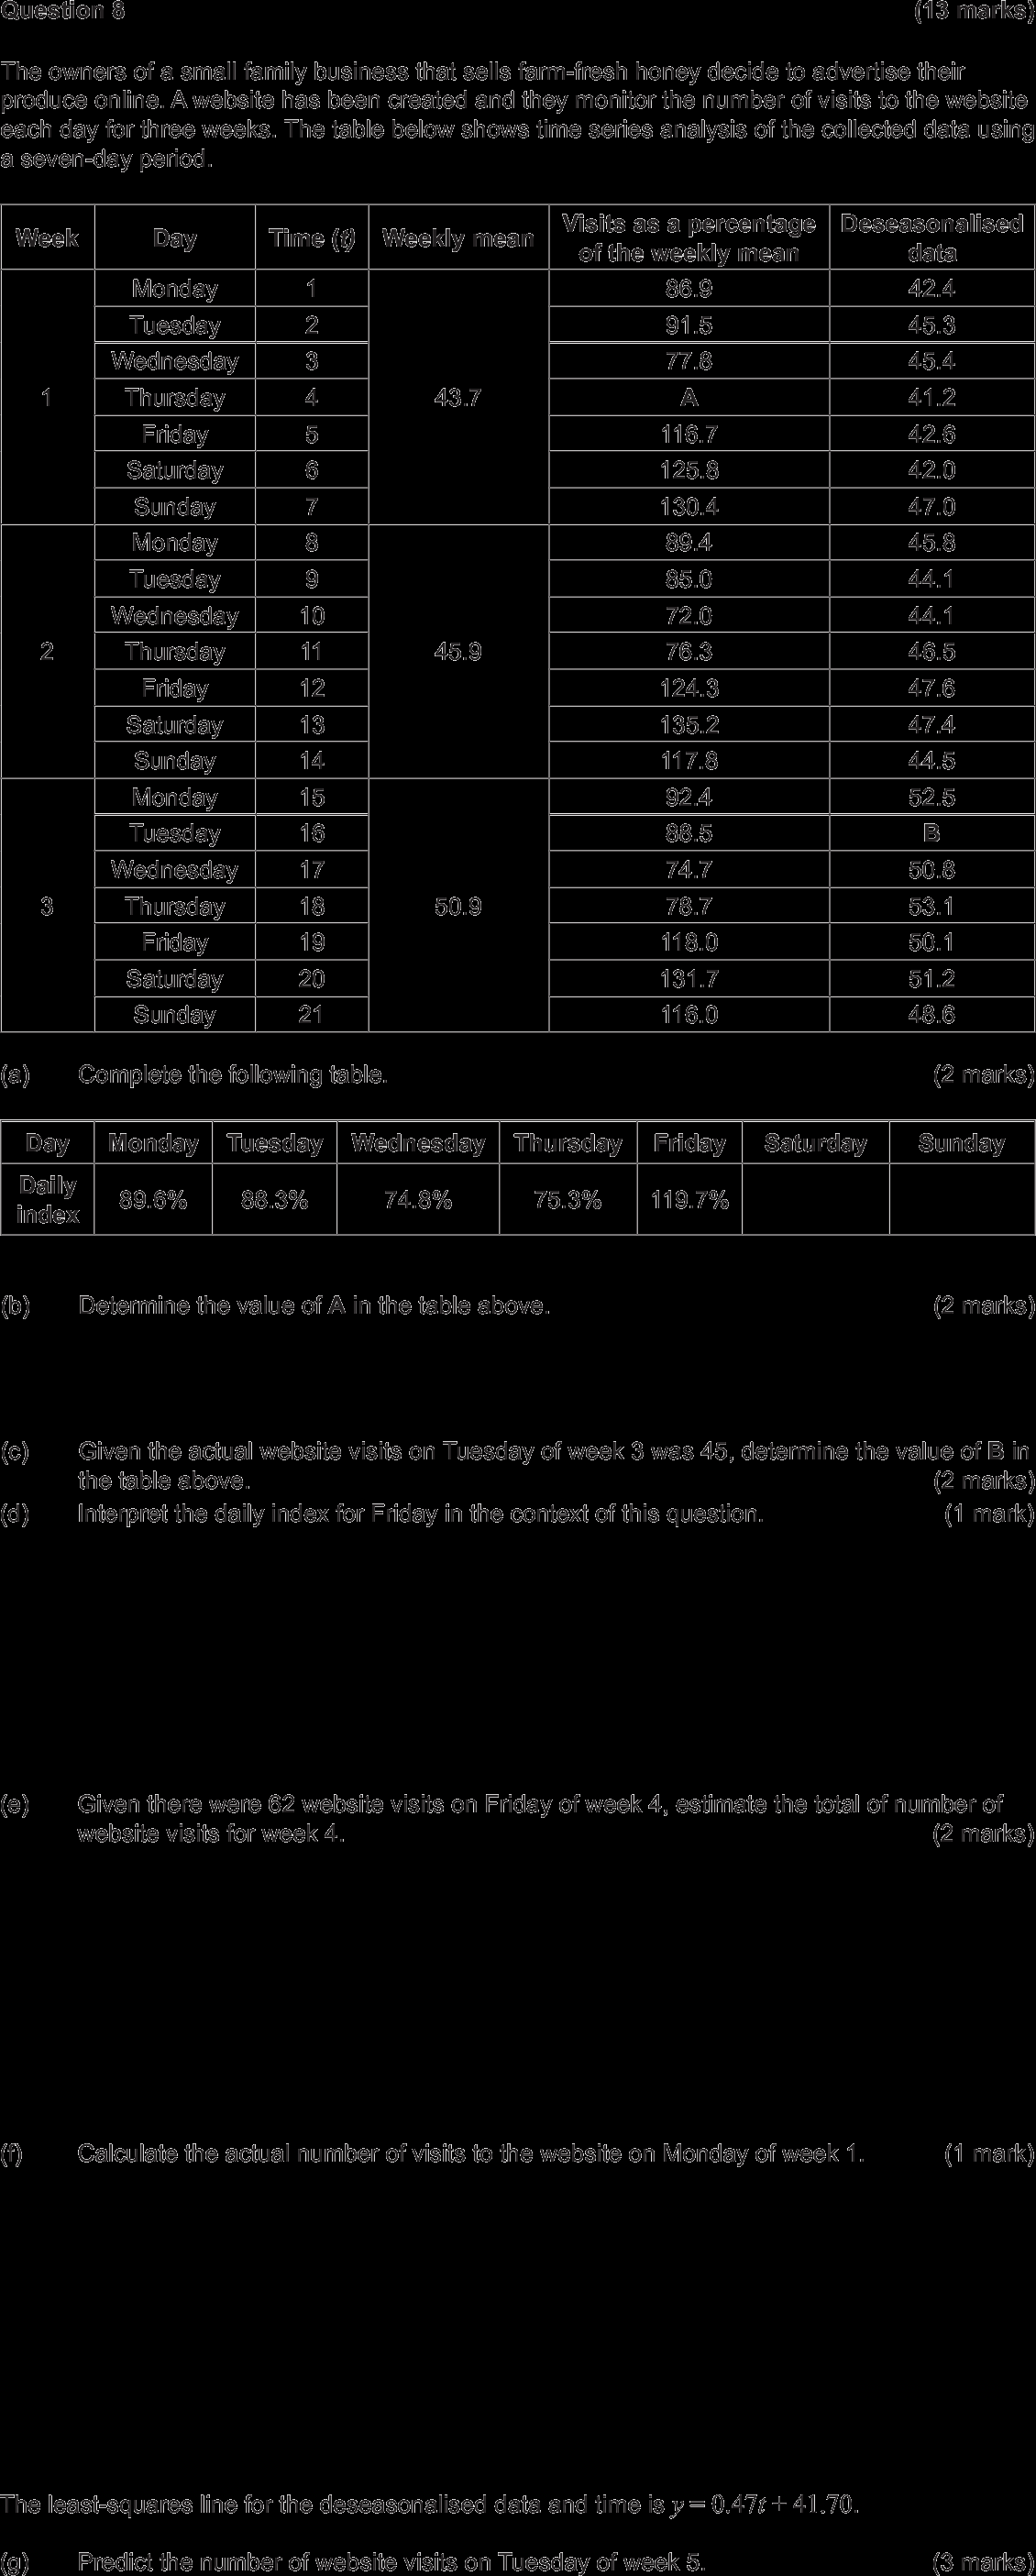 Question 8 (13 marks)
The owners of a small family business that sells farm-fresh honey decide to advertise their
produce online. A website has been created and they monitor the number of visits to the website
each day for three weeks. The table below shows time series analysis of the collected data using
a seven-day period.
Week Day Time (t) Weekly mean Visits as a percentage of the weekly mean Deseasonalised data
1 43.7
Monday 1 86.9 42.4
Tuesday 2 91.5 45.3
Wednesday 3 77.8 45.4
Thursday 4 A 41.2
Friday 5 116.7 42.6
Saturday 6 125.8 42.0
Sunday 7 130.4 47.0
2 45.9
Monday 8 89.4 45.8
Tuesday 9 85.0 44.1
Wednesday 10 72.0 44.1
Thursday 11 76.3 46.5
Friday 12 124.3 47.6
Saturday 13 135.2 47.4
Sunday 14 117.8 44.5
3 50.9
Monday 15 92.4 52.5
Tuesday 16 88.5 B
Wednesday 17 74.7 50.8
Thursday 18 78.7 53.1
Friday 19 118.0 50.1
Saturday 20 131.7 51.2
Sunday 21 116.0 48.6
(a) Complete the following table. (2 marks)
Day Monday Tuesday Wednesday Thursday Friday Saturday Sunday
Daily index 89.6% 88.3% 74.8% 75.3% 119.7%
(b) Determine the value of A in the table above. (2 marks)
(c) Given the actual website visits on Tuesday of week 3 was 45, determine the value of B in
the table above. (2 marks)
(d) Interpret the daily index for Friday in the context of this question. (1 mark)
(e) Given there were 62 website visits on Friday of week 4, estimate the total of number of
website visits for week 4. (2 marks)
(f) Calculate the actual number of visits to the website on Monday of week 1. (1 mark)
The least-squares line for the deseasonalised data and time is y = 0.47t + 41.70.
(g) Predict the number of website visits on Tuesday of week 5. (3 marks)